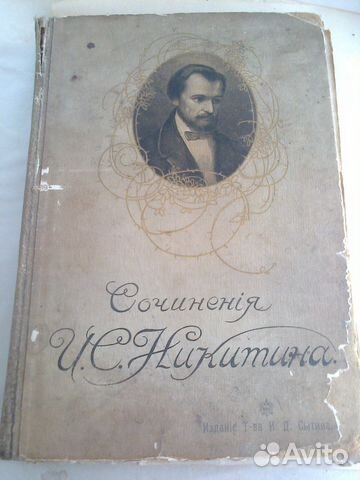 Сочиненія
И.С.Никитина.
Изданіе Т-ва И. Д. Сытина.
Avito